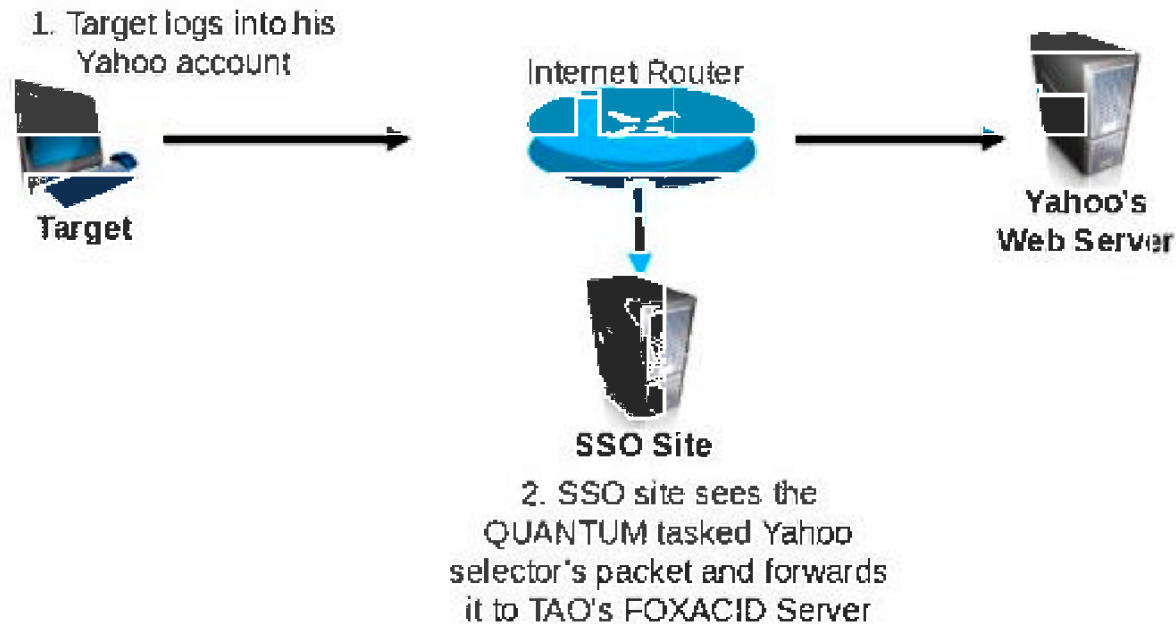 1. Target logs into his
Yahoo account
Internet Router
Target
Yahoo's
Web Server
SSO Site
2. SSO site sees the
QUANTUM tasked Yahoo
selector's packet and forwards
it to TAO's FOXACID Server